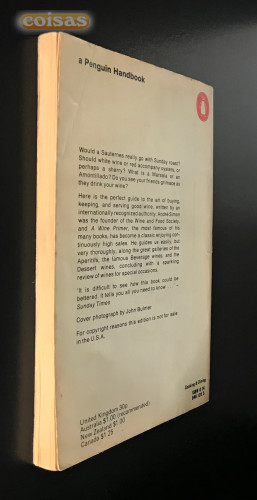 coisas
a Penguin Handbook
Would a Sauternes really go with Sunday roast?
Should white wine or red accompany oysters, or
perhaps a sherry? What is a Marsala or an
Amontillado? Do you see your friends grimace as
they drink your wine?
Here is the perfect guide to the art of buying,
keeping, and serving good wine, written by an
internationally recognized authority. André Simon
was the founder of the Wine and Food Society,
and A Wine Primer, the most famous of his
many books, has become a classic enjoying con-
tinuously high sales. He guides us easily, but
very thoroughly, along the great galleries of the
Aperitifs, the famous Beverage wines, and the
Dessert wines, concluding with a sparkling
review of wines for special occasions.
'It is difficult to see how this book could be
bettered. It tells you all you need to know ...' –
Sunday Times
Cover photograph by John Bulmer
For copyright reasons this edition is not for sale
in the U.S.A.
United Kingdom 30p
Australia $1.00 (recommended)
New Zealand $1.00
Canada $1.25
Cooking & Dining